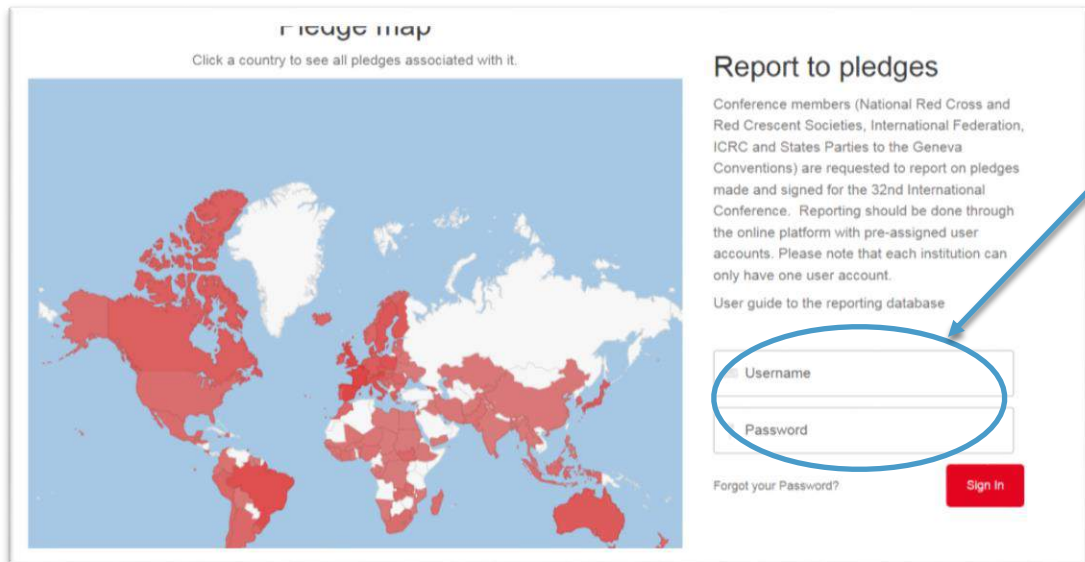 Pledge map
Click a country to see all pledges associated with it.
Report to pledges
Conference members (National Red Cross and
Red Crescent Societies, International Federation,
ICRC and States Parties to the Geneva
Conventions) are requested to report on pledges
made and signed for the 32nd International
Conference. Reporting should be done through
the online platform with pre-assigned user
accounts. Please note that each institution can
only have one user account.
User guide to the reporting database
Username
Password
Forgot your Password?
Sign In